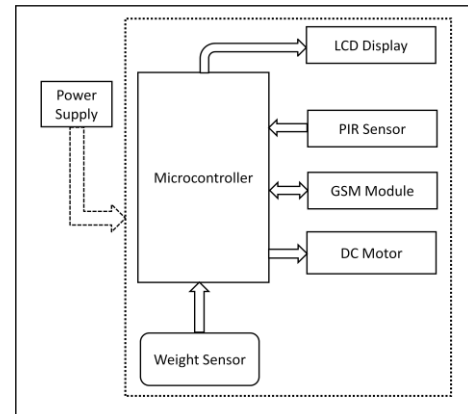 LCD Display
Power
Supply
PIR Sensor
Microcontroller
GSM Module
DC Motor
Weight Sensor